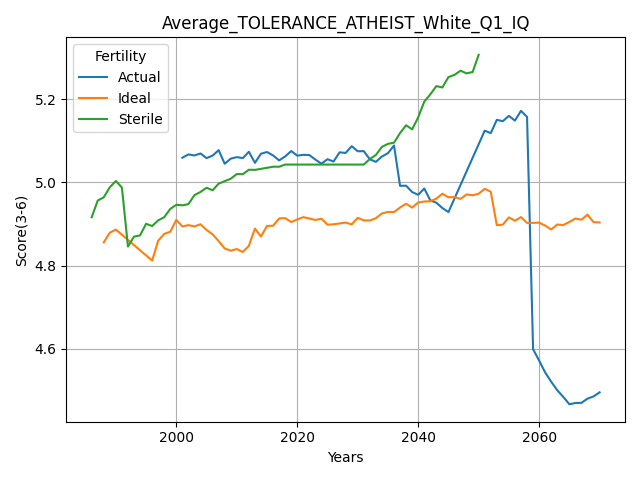 Average_TOLERANCE_ATHEIST_White_Q1_IQ
Fertility
Actual
Ideal
Sterile
Score(3-6)
5.2
5.0
4.8
4.6
2000
2020
2040
2060
Years